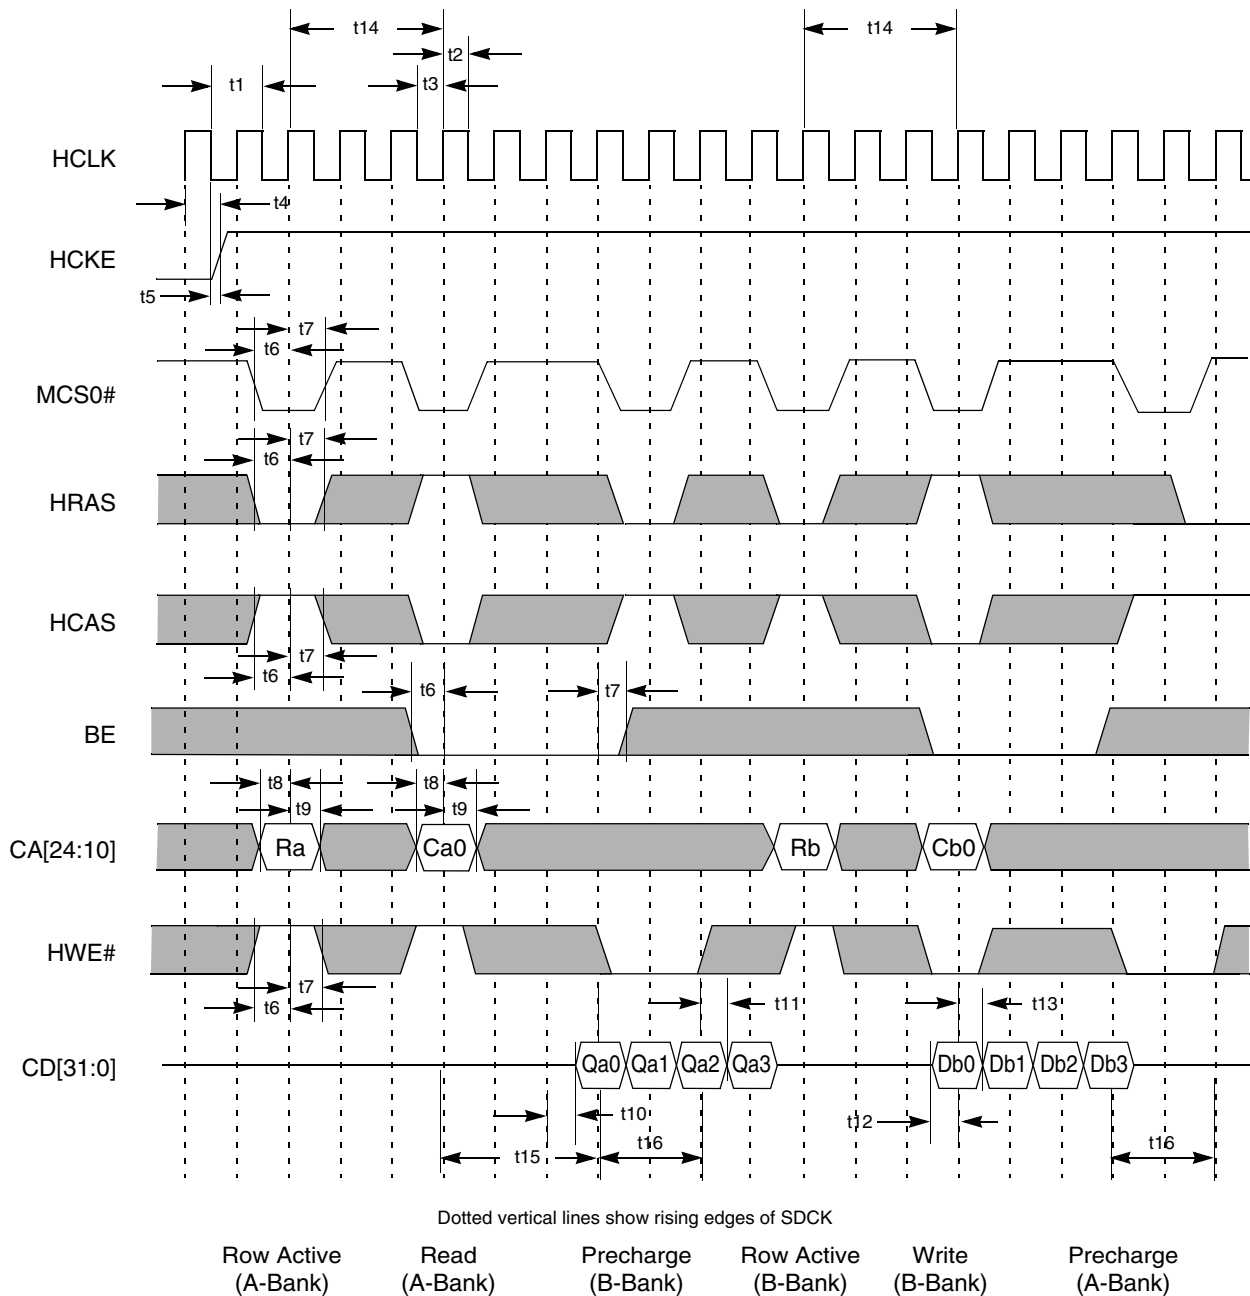 t14 t14
t2
t1 t3
HCLK
t4
HCKE
t5
t7
t6
MCS0#
t7
t6
HRAS
HCAS
t7
t6 t6 t7
BE
t8 t8
t9 t9
CA[24:10] Ra Ca0 Rb Cb0
HWE#
t7
t6 t11 t13
CD[31:0] Qa0 Qa1 Qa2 Qa3 Db0 Db1 Db2 Db3
t10 t12
t15 t16 t16
Dotted vertical lines show rising edges of SDCK
Row Active Read Precharge Row Active Write Precharge
(A-Bank) (A-Bank) (B-Bank) (B-Bank) (B-Bank) (A-Bank)